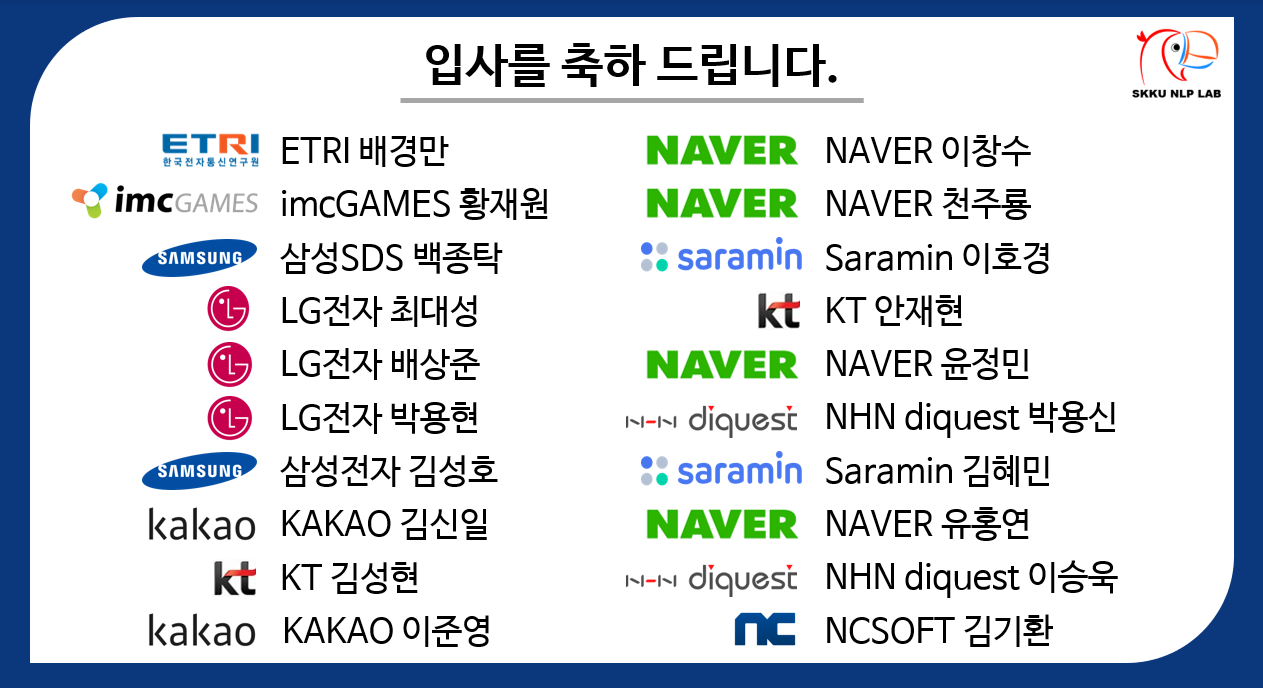 입사를 축하 드립니다.
SKKU NLP LAB
ETRI 한국전자통신연구원 ETRI 배경만
imcGAMES imcGAMES 황재원
SAMSUNG 삼성SDS 백종탁
LG LG전자 최대성
LG LG전자 배상준
LG LG전자 박용현
SAMSUNG 삼성전자 김성호
kakao KAKAO 김신일
kt KT 김성현
kakao KAKAO 이준영
NAVER NAVER 이창수
NAVER NAVER 천주룡
saramin Saramin 이호경
kt KT 안재현
NAVER NAVER 윤정민
NHN diquest NHN diquest 박용신
saramin Saramin 김혜민
NAVER NAVER 유홍연
NHN diquest NHN diquest 이승욱
nc NCSOFT 김기환